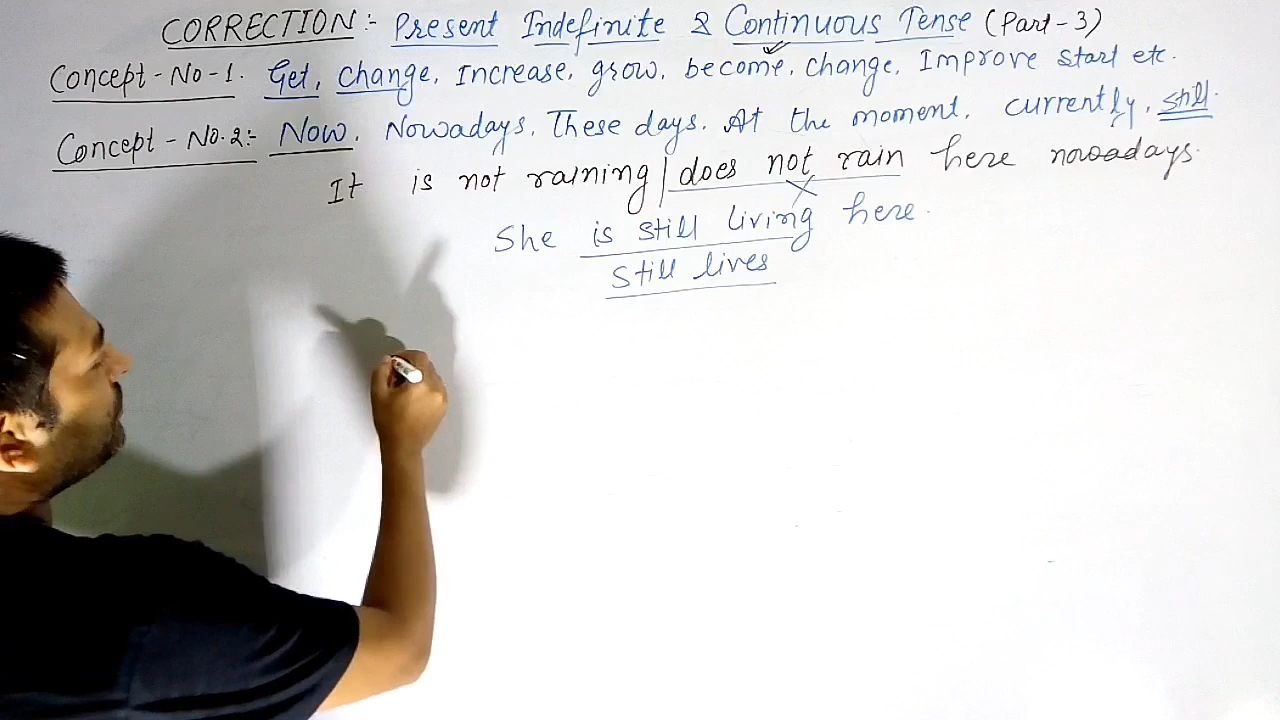 CORRECTION:- Present Indefinite & Continuous Tense (Part-3)
Concept-No-1. Get, change, Increase, grow, become, change, Improve start etc.
Concept-No.2:- Now, Nowadays, These days. At the moment, currently, still.
It is not raining/does not rain here nowadays.
She is still living here.
still lives